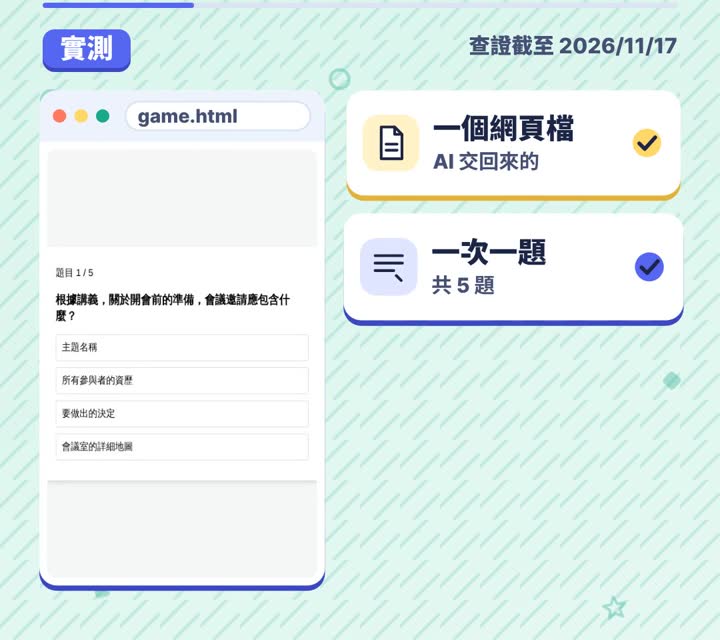 實測
查證截至 2026/11/17
game.html
題目 1 / 5
根據講義，關於開會前的準備，會議邀請應包含什
麼？
主題名稱
所有參與者的資歷
要做出的決定
會議室的詳細地圖
一個網頁檔
AI 交回來的
一次一題
共 5 題